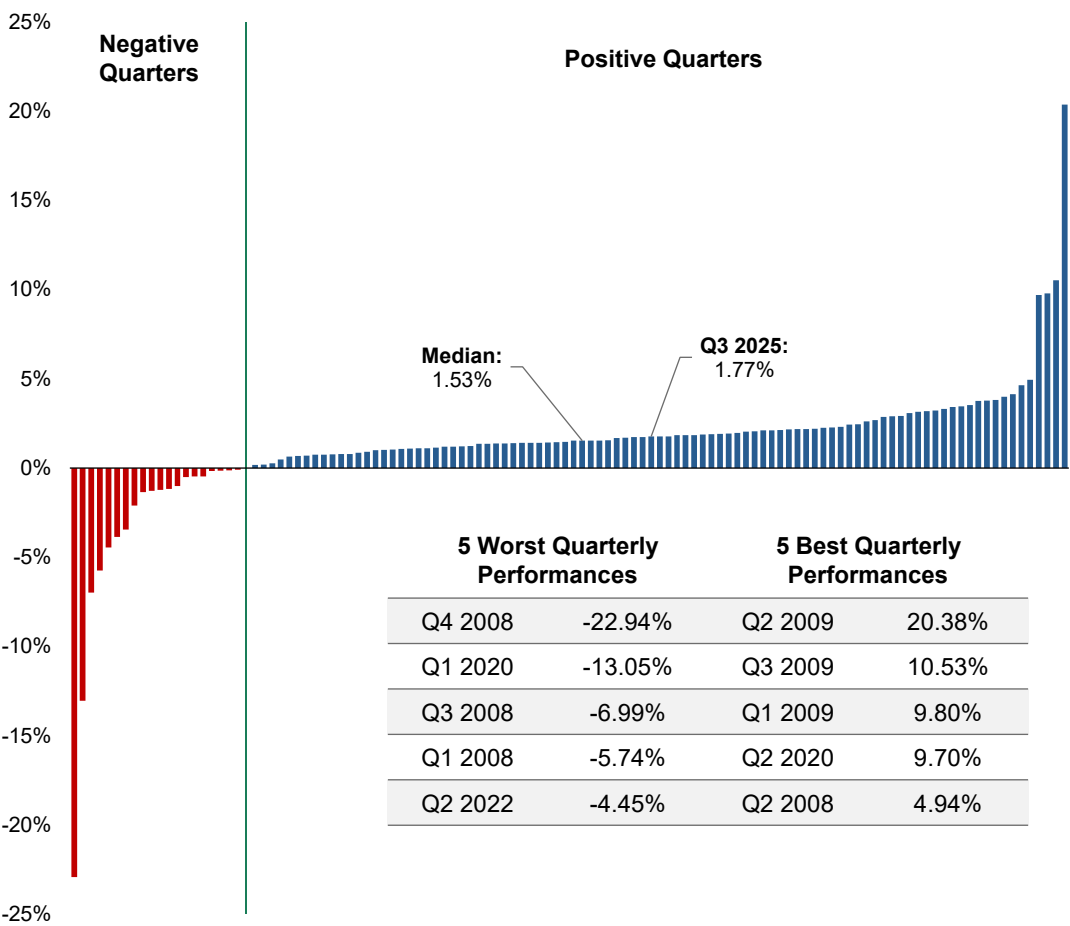 25%
20%
15%
10%
5%
0%
-5%
-10%
-15%
-20%
-25%
Negative
Quarters
Positive Quarters
Median:
1.53%
Q3 2025:
1.77%
5 Worst Quarterly
Performances
5 Best Quarterly
Performances
Q4 2008 -22.94% Q2 2009 20.38%
Q1 2020 -13.05% Q3 2009 10.53%
Q3 2008 -6.99% Q1 2009 9.80%
Q1 2008 -5.74% Q2 2020 9.70%
Q2 2022 -4.45% Q2 2008 4.94%